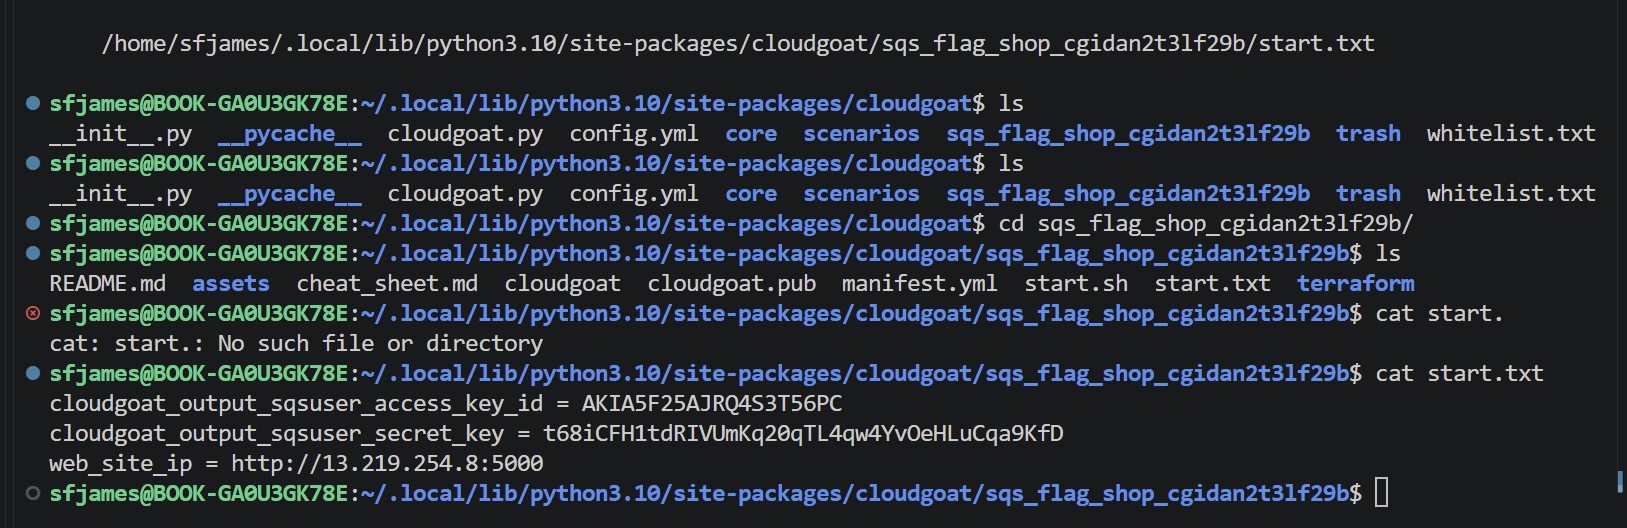 /home/sfjames/.local/lib/python3.10/site-packages/cloudgoat/sqs_flag_shop_cgidan2t3lf29b/start.txt
sfjames@BOOK-GA0U3GK78E:~/.local/lib/python3.10/site-packages/cloudgoat$ ls
__init__.py  __pycache__  cloudgoat.py  config.yml  core  scenarios  sqs_flag_shop_cgidan2t3lf29b  trash  whitelist.txt
sfjames@BOOK-GA0U3GK78E:~/.local/lib/python3.10/site-packages/cloudgoat$ ls
__init__.py  __pycache__  cloudgoat.py  config.yml  core  scenarios  sqs_flag_shop_cgidan2t3lf29b  trash  whitelist.txt
sfjames@BOOK-GA0U3GK78E:~/.local/lib/python3.10/site-packages/cloudgoat$ cd sqs_flag_shop_cgidan2t3lf29b/
sfjames@BOOK-GA0U3GK78E:~/.local/lib/python3.10/site-packages/cloudgoat/sqs_flag_shop_cgidan2t3lf29b$ ls
README.md  assets  cheat_sheet.md  cloudgoat  cloudgoat.pub  manifest.yml  start.sh  start.txt  terraform
sfjames@BOOK-GA0U3GK78E:~/.local/lib/python3.10/site-packages/cloudgoat/sqs_flag_shop_cgidan2t3lf29b$ cat start.
cat: start.: No such file or directory
sfjames@BOOK-GA0U3GK78E:~/.local/lib/python3.10/site-packages/cloudgoat/sqs_flag_shop_cgidan2t3lf29b$ cat start.txt
cloudgoat_output_sqsuser_access_key_id = AKIA5F25AJRQ4S3T56PC
cloudgoat_output_sqsuser_secret_key = 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
web_site_ip = http://13.219.254.8:5000
sfjames@BOOK-GA0U3GK78E:~/.local/lib/python3.10/site-packages/cloudgoat/sqs_flag_shop_cgidan2t3lf29b$